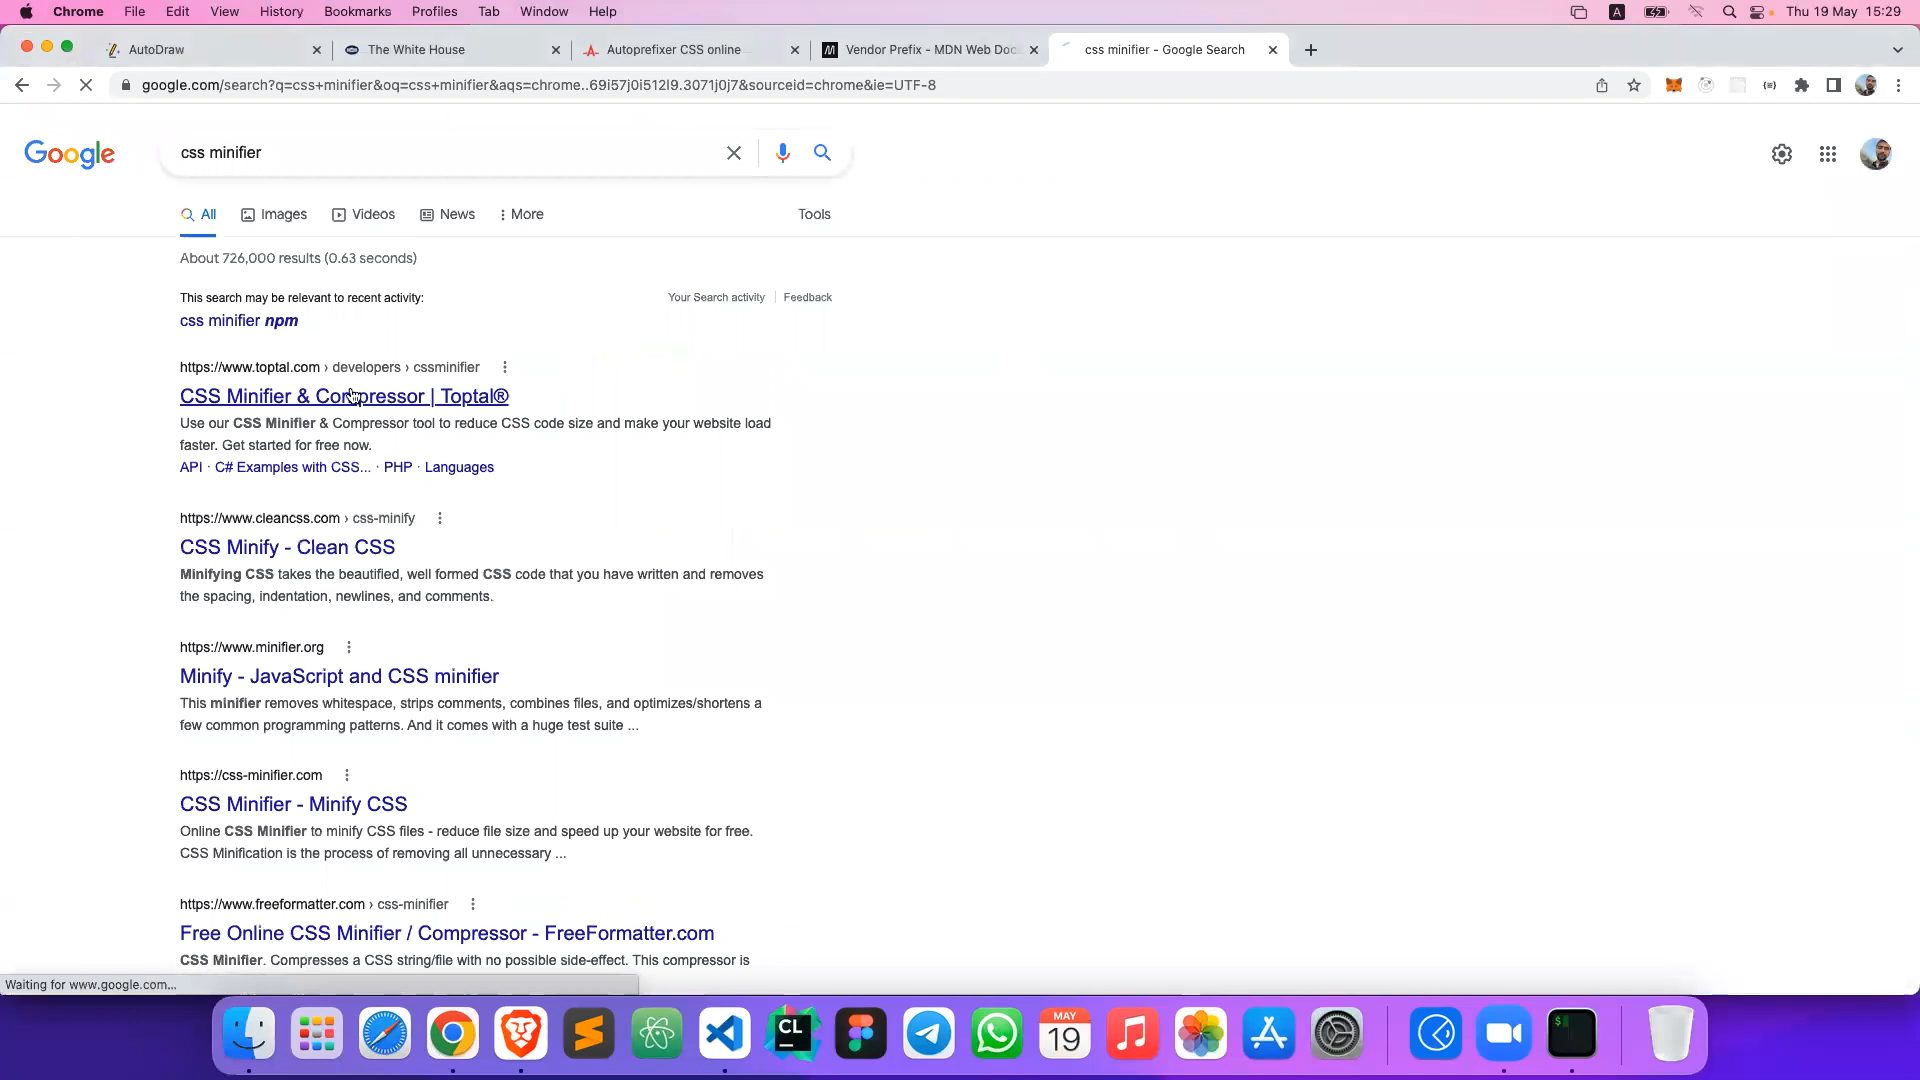 Chrome File Edit View History Bookmarks Profiles Tab Window Help A Thu 19 May 15:29
AutoDraw The White House Autoprefixer CSS online Vendor Prefix - MDN Web Doc css minifier - Google Search
google.com/search?q=css+minifier&oq=css+minifier&aqs=chrome..69i57j0i512l9.3071j0j7&sourceid=chrome&ie=UTF-8
Google css minifier
All Images Videos News More Tools
About 726,000 results (0.63 seconds)
This search may be relevant to recent activity: Your Search activity Feedback
css minifier npm
https://www.toptal.com › developers › cssminifier
CSS Minifier & Compressor | Toptal®
Use our CSS Minifier & Compressor tool to reduce CSS code size and make your website load
faster. Get started for free now.
API · C# Examples with CSS... · PHP · Languages
https://www.cleancss.com › css-minify
CSS Minify - Clean CSS
Minifying CSS takes the beautified, well formed CSS code that you have written and removes
the spacing, indentation, newlines, and comments.
https://www.minifier.org
Minify - JavaScript and CSS minifier
This minifier removes whitespace, strips comments, combines files, and optimizes/shortens a
few common programming patterns. And it comes with a huge test suite ...
https://css-minifier.com
CSS Minifier - Minify CSS
Online CSS Minifier to minify CSS files - reduce file size and speed up your website for free.
CSS Minification is the process of removing all unnecessary ...
https://www.freeformatter.com › css-minifier
Free Online CSS Minifier / Compressor - FreeFormatter.com
CSS Minifier. Compresses a CSS string/file with no possible side-effect. This compressor is
Waiting for www.google.com...
CL MAY
19 $